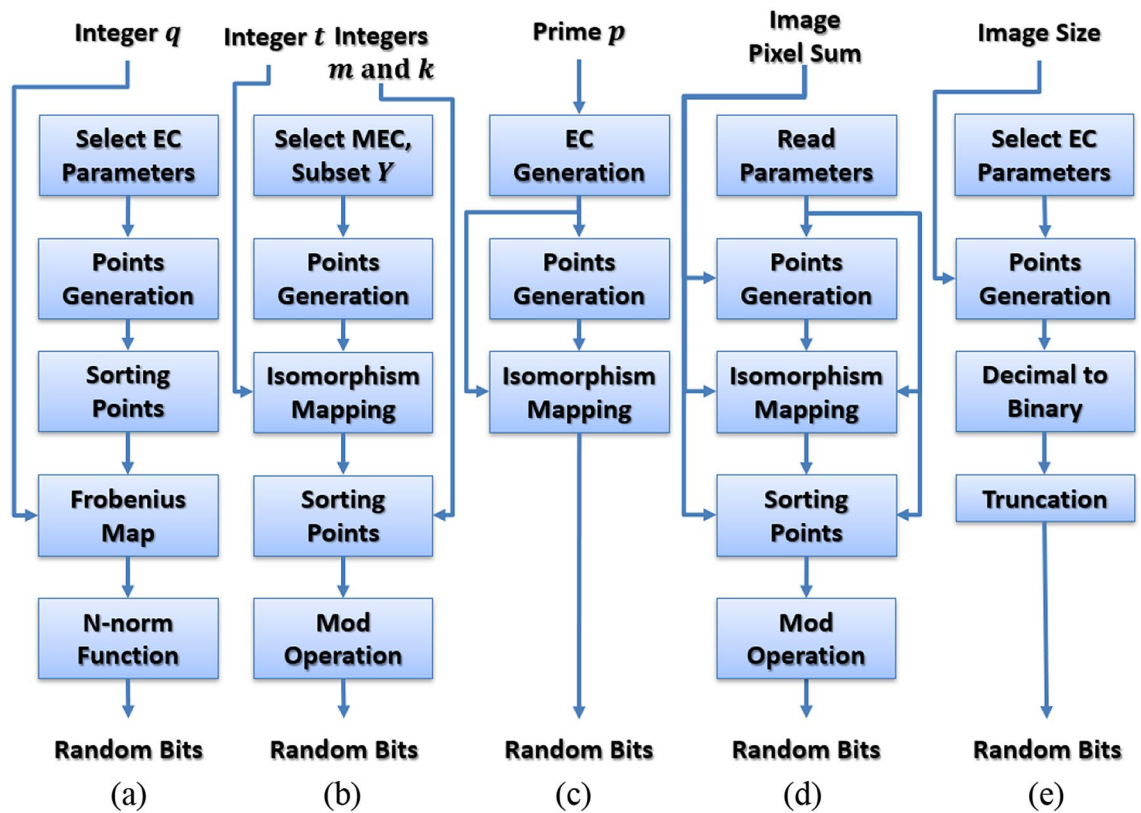 Integer q
Select EC
Parameters
Points
Generation
Sorting
Points
Frobenius
Map
N-norm
Function
Random Bits
(a)
Integer t
Integers
m and k
Select MEC,
Subset Y
Points
Generation
Isomorphism
Mapping
Sorting
Points
Mod
Operation
Random Bits
(b)
Prime p
EC
Generation
Points
Generation
Isomorphism
Mapping
Random Bits
(c)
Image
Pixel Sum
Read
Parameters
Points
Generation
Isomorphism
Mapping
Sorting
Points
Mod
Operation
Random Bits
(d)
Image Size
Select EC
Parameters
Points
Generation
Decimal to
Binary
Truncation
Random Bits
(e)